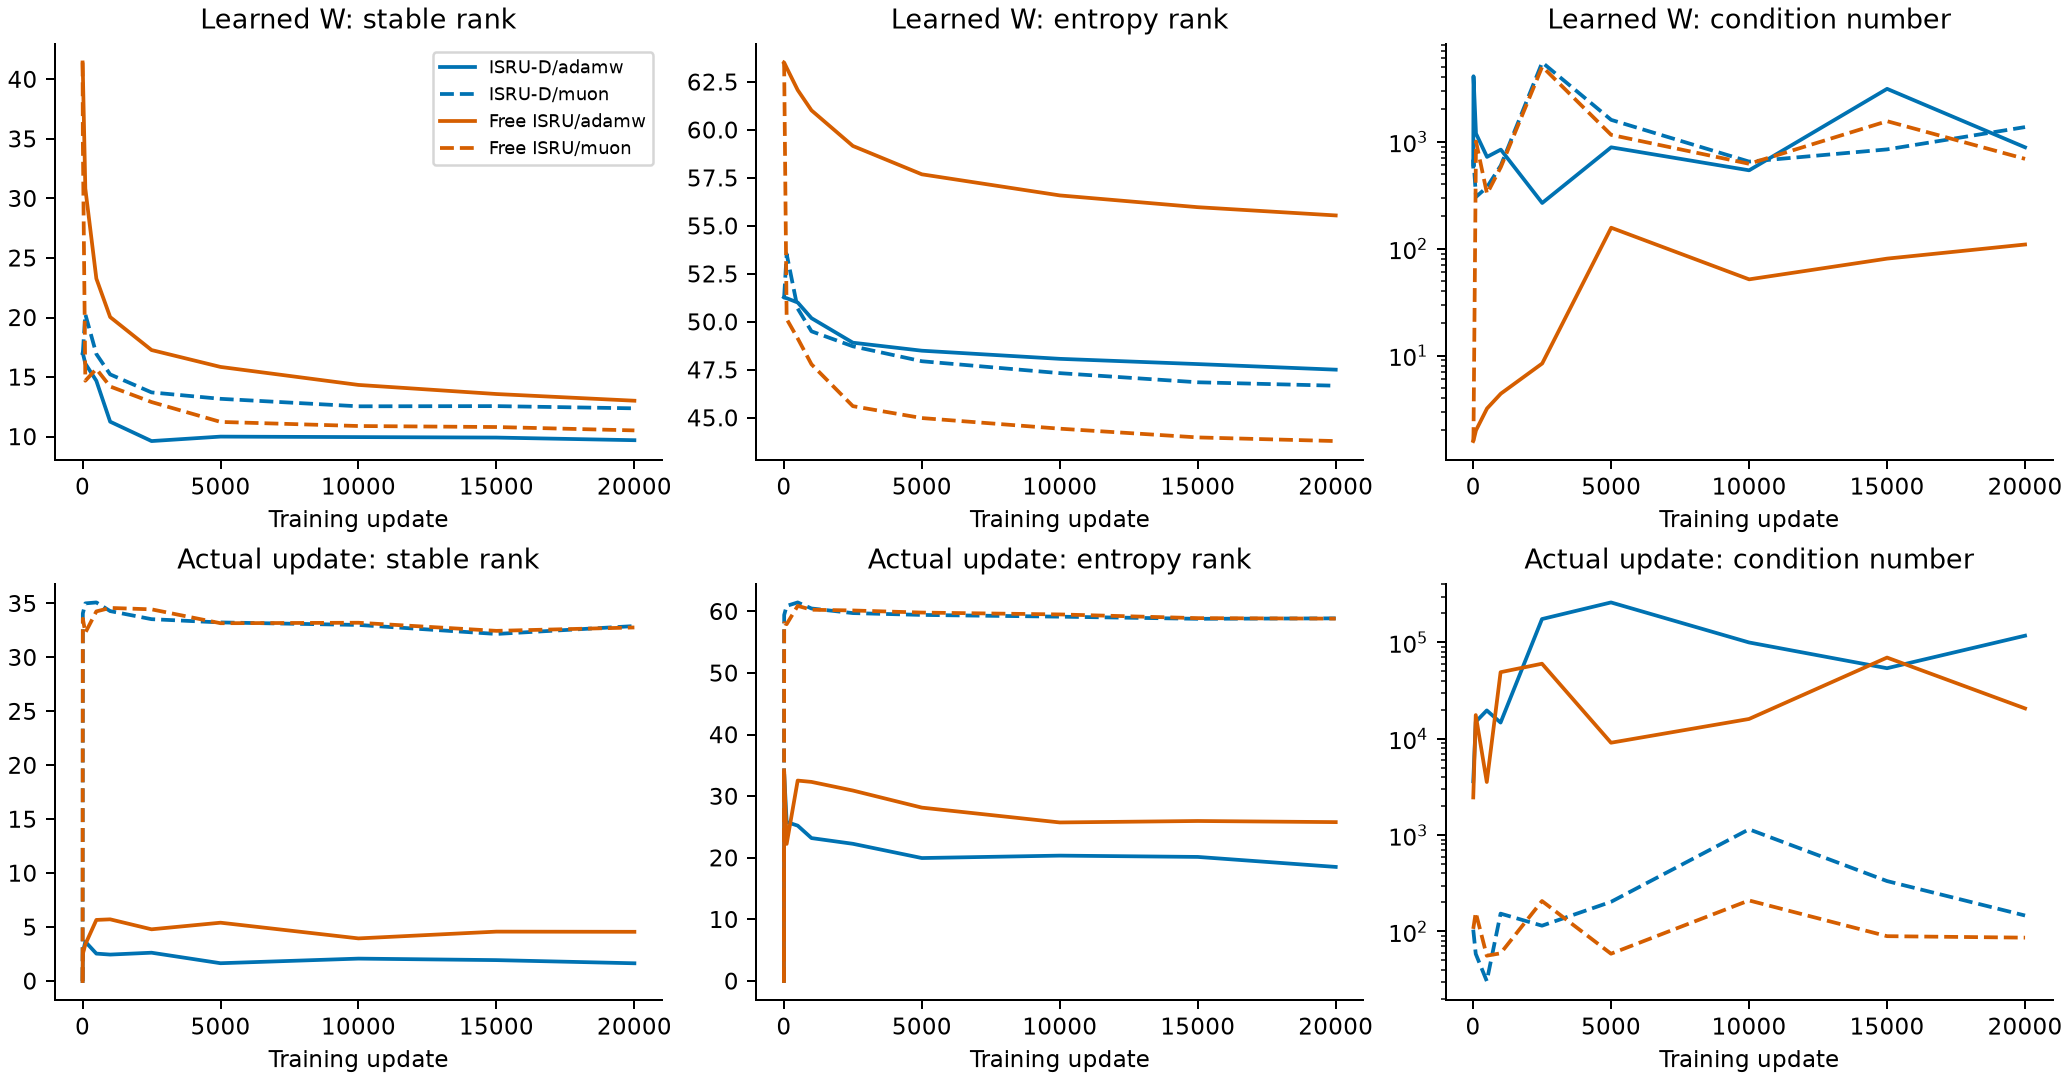 Learned W: stable rank
40
35
30
25
20
15
10
0 5000 10000 15000 20000
Training update
ISRU-D/adamw
ISRU-D/muon
Free ISRU/adamw
Free ISRU/muon
Learned W: entropy rank
62.5
60.0
57.5
55.0
52.5
50.0
47.5
45.0
0 5000 10000 15000 20000
Training update
Learned W: condition number
10³
10²
10¹
0 5000 10000 15000 20000
Training update
Actual update: stable rank
35
30
25
20
15
10
5
0
0 5000 10000 15000 20000
Training update
Actual update: entropy rank
60
50
40
30
20
10
0
0 5000 10000 15000 20000
Training update
Actual update: condition number
10⁵
10⁴
10³
10²
0 5000 10000 15000 20000
Training update